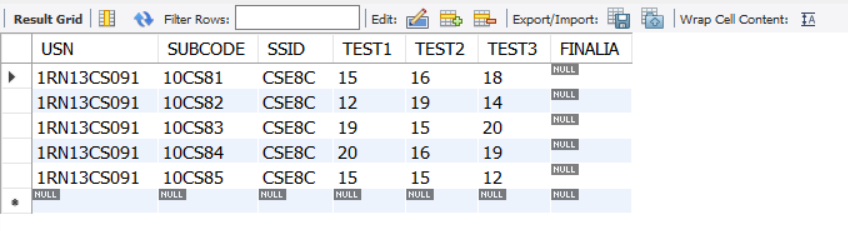 Result Grid Filter Rows: Edit: Export/Import: Wrap Cell Content: IA
USN SUBCODE SSID TEST1 TEST2 TEST3 FINALIA
1RN13CS091 10CS81 CSE8C 15 16 18 NULL
1RN13CS091 10CS82 CSE8C 12 19 14 NULL
1RN13CS091 10CS83 CSE8C 19 15 20 NULL
1RN13CS091 10CS84 CSE8C 20 16 19 NULL
1RN13CS091 10CS85 CSE8C 15 15 12 NULL
NULL NULL NULL NULL NULL NULL NULL